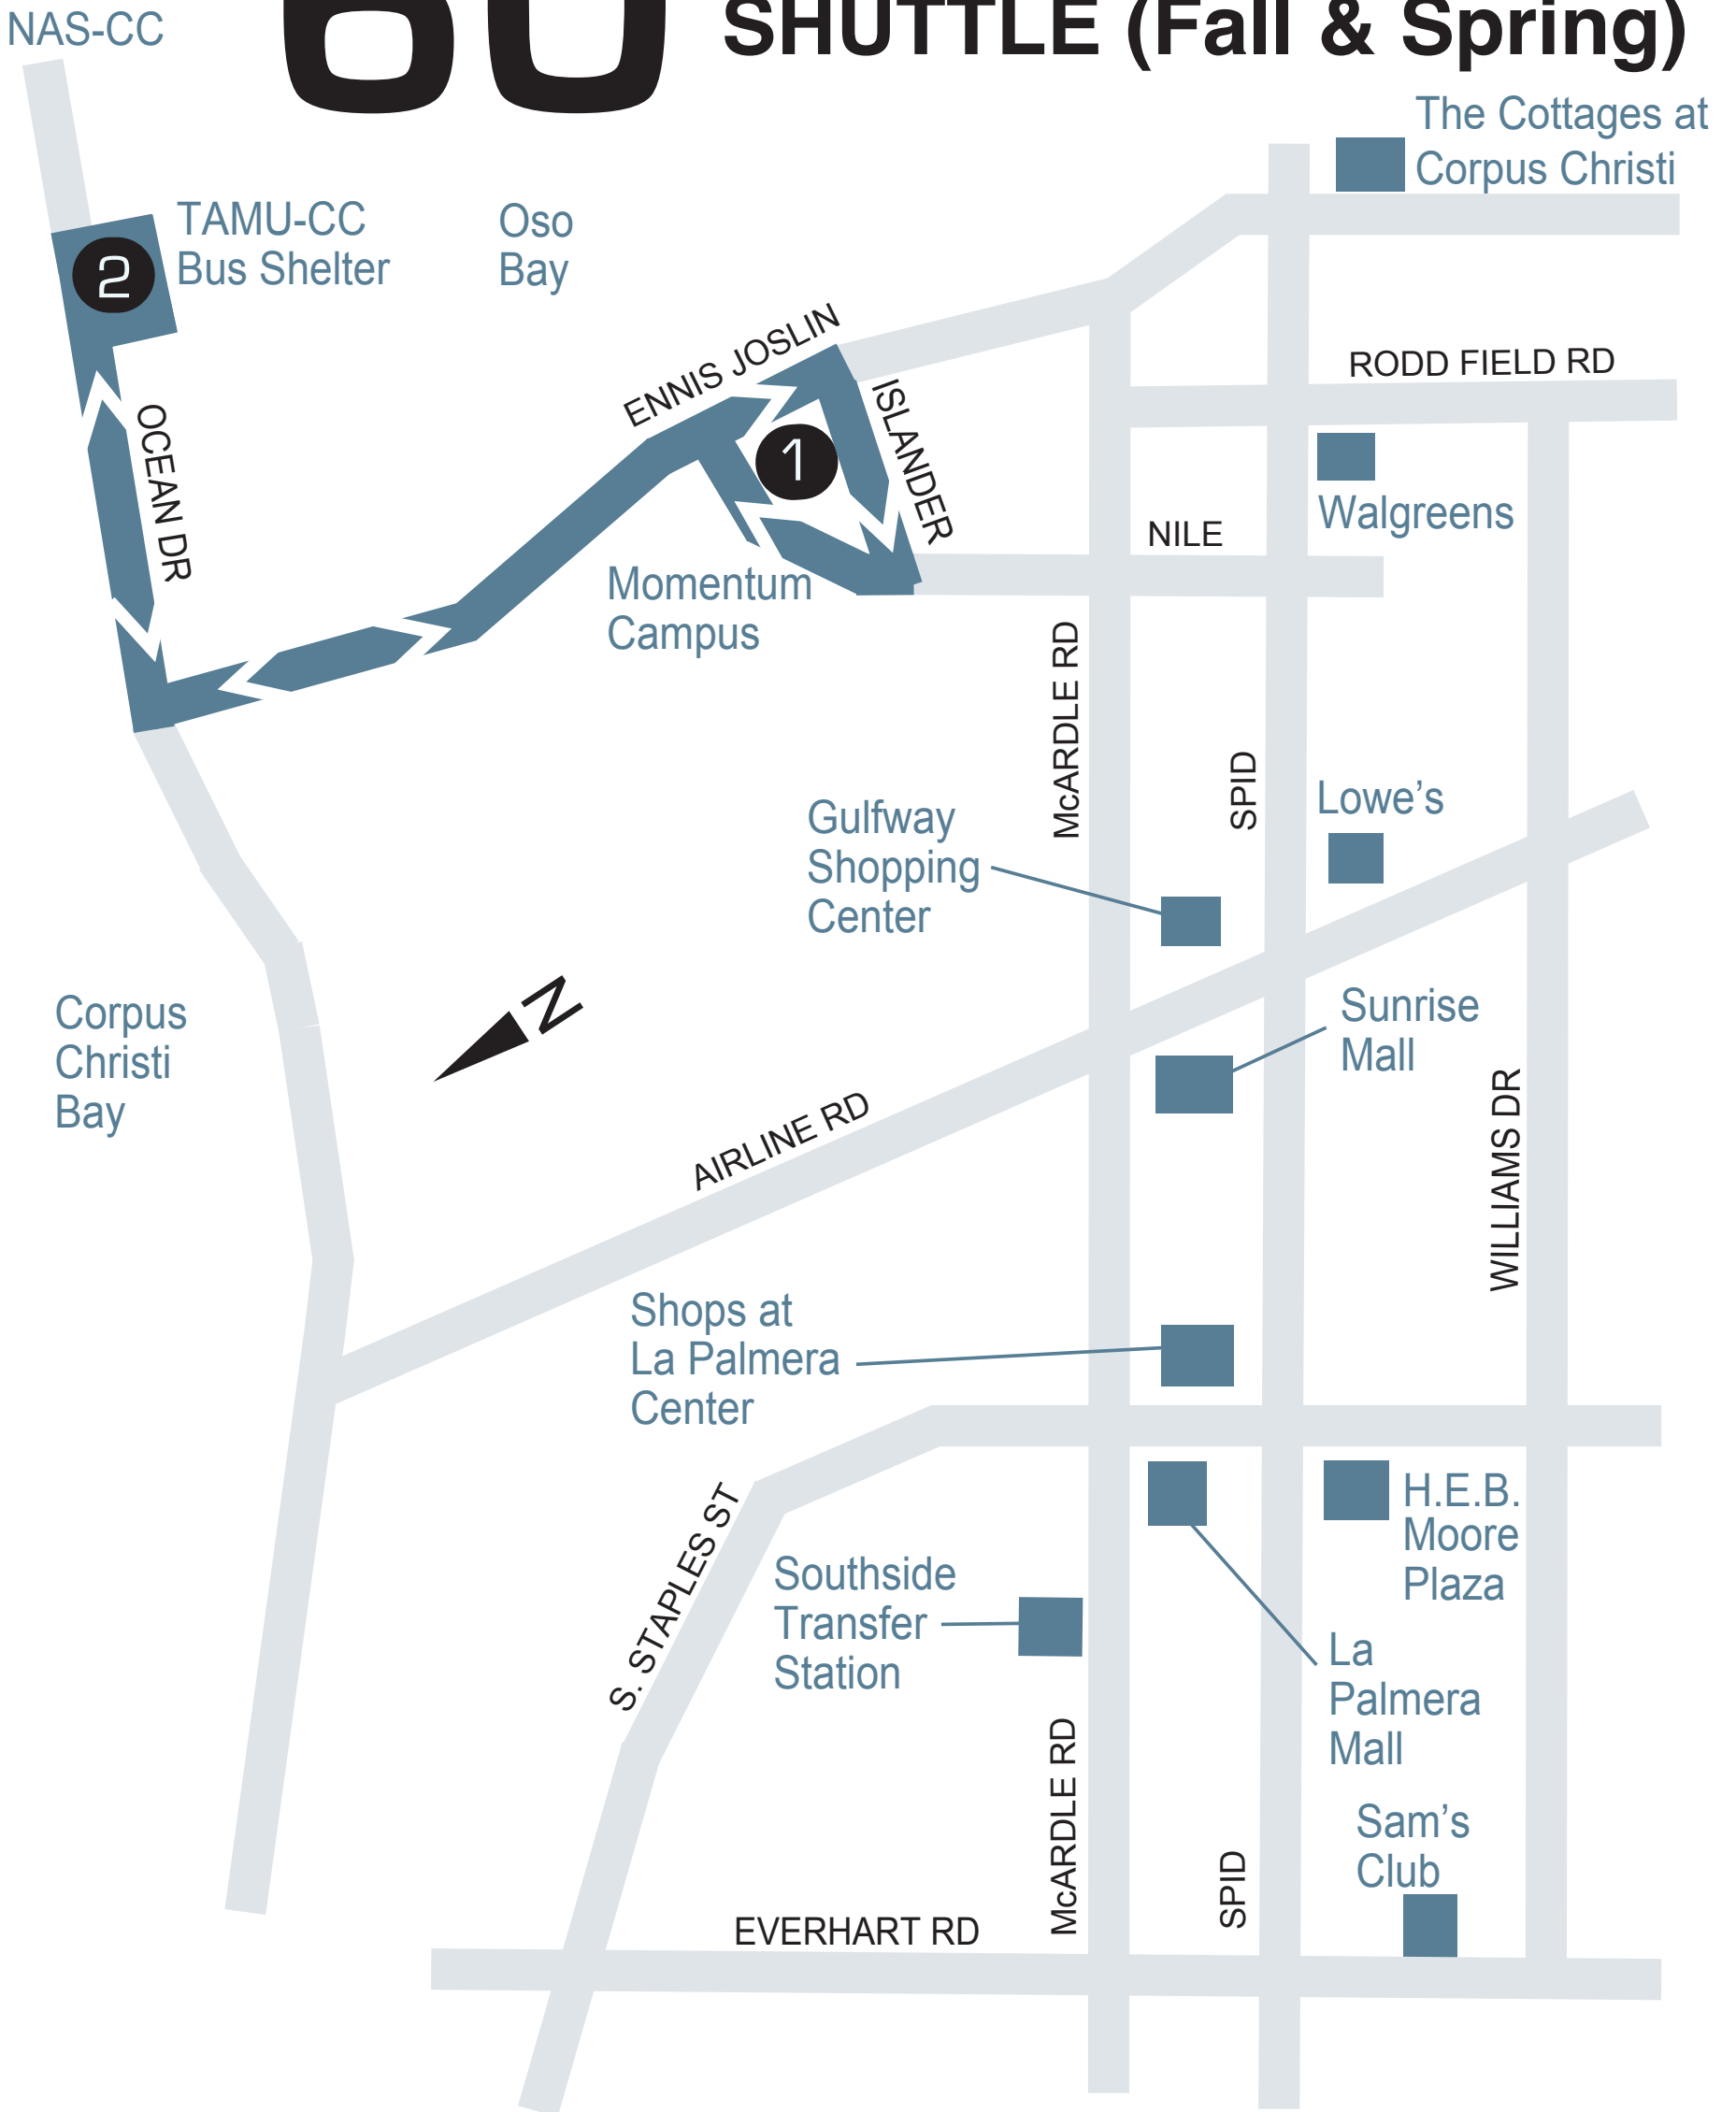 NAS-CC
60
SHUTTLE (Fall & Spring)
The Cottages at
Corpus Christi
TAMU-CC
Bus Shelter
2
Oso
Bay
ENNIS JOSLIN
ISLANDER
1
RODD FIELD RD
OCEAN DR
Walgreens
NILE
Momentum
Campus
McARDLE RD
SPID
Lowe’s
Gulfway
Shopping
Center
Corpus
Christi
Bay
N
Sunrise
Mall
AIRLINE RD
WILLIAMS DR
Shops at
La Palmera
Center
S. STAPLES ST
H.E.B.
Moore
Plaza
Southside
Transfer
Station
La
Palmera
Mall
McARDLE RD
SPID
Sam’s
Club
EVERHART RD